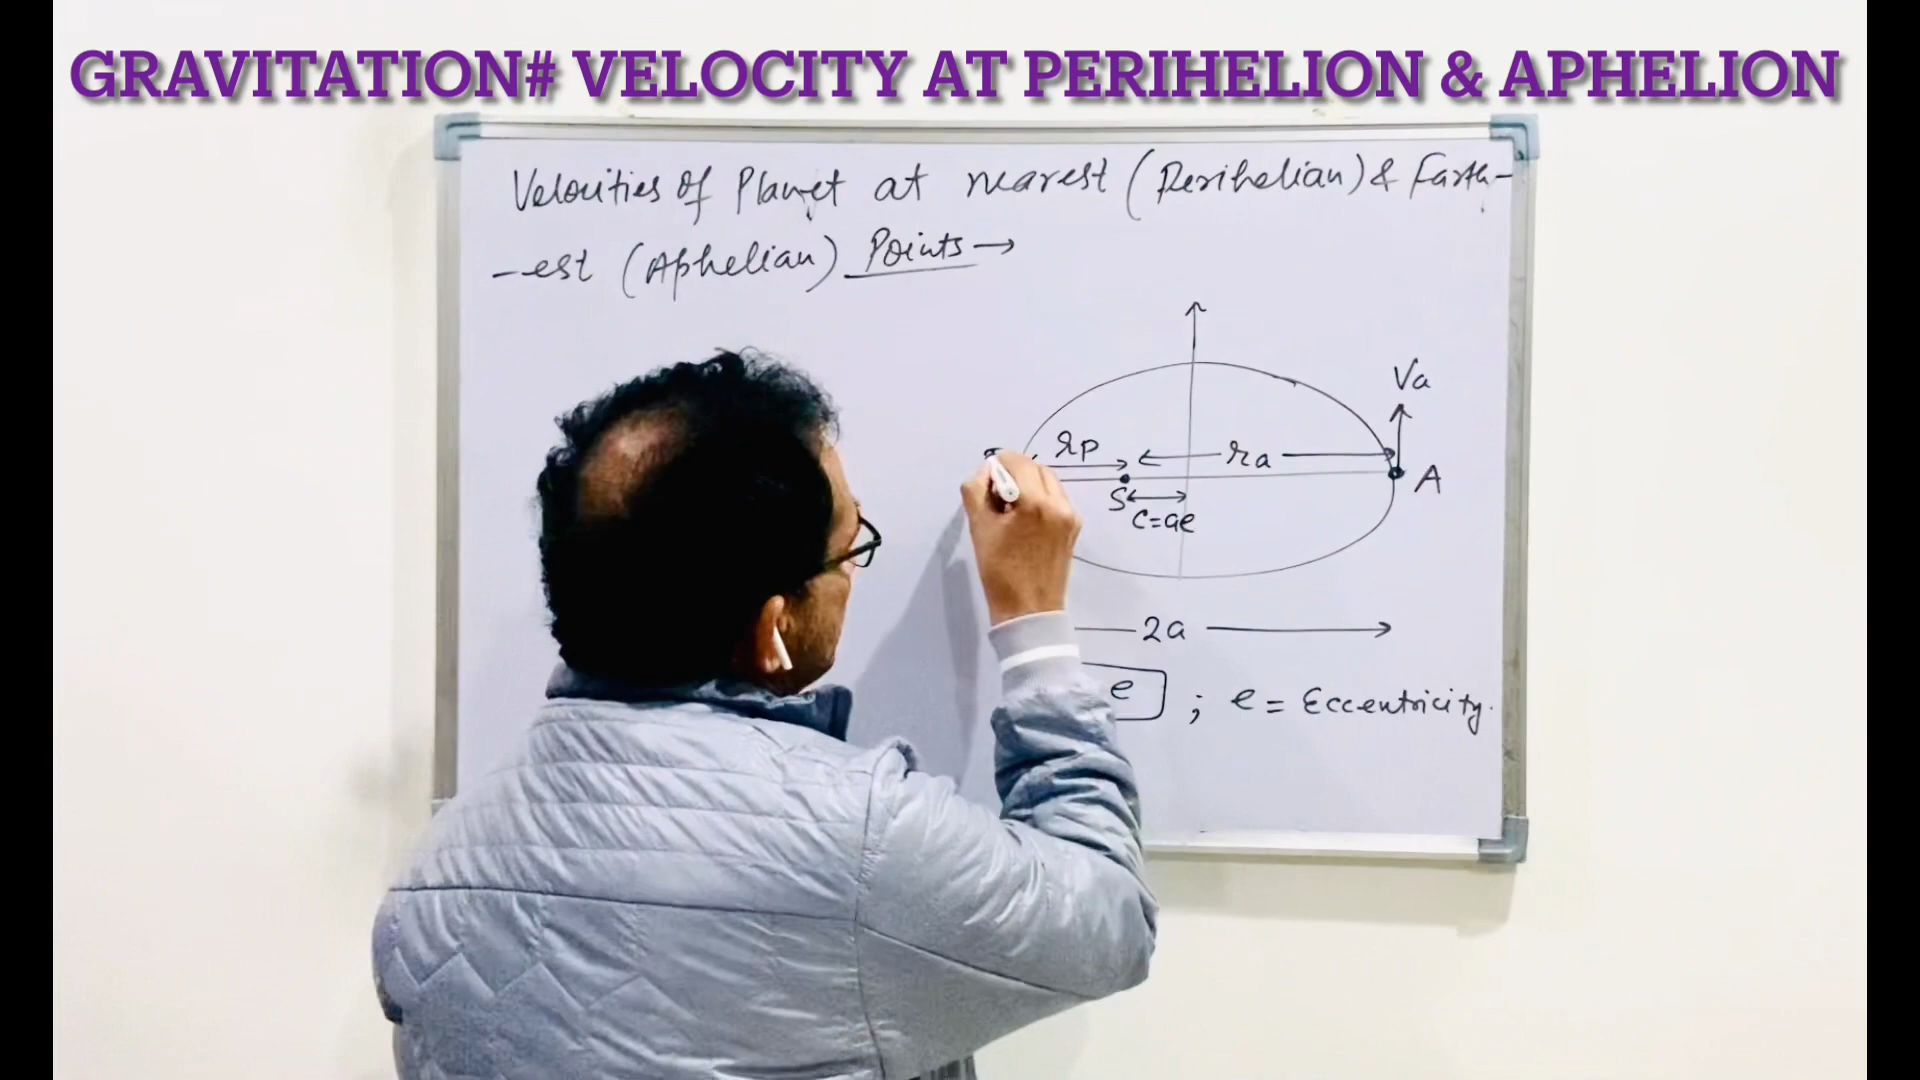 GRAVITATION# VELOCITY AT PERIHELION & APHELION
Velocities of Planet at nearest (Perihelian) & Farth-
-est (Aphelian) Points →
Va
rp
ra
A
S
C=ae
2a
e ; e = Eccentricity.